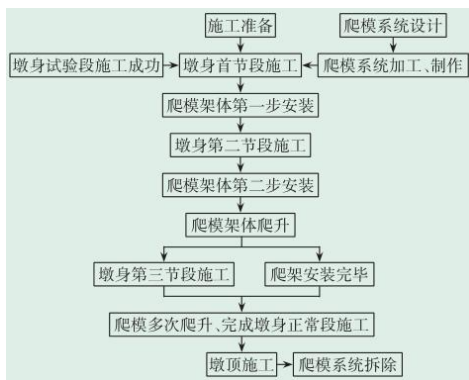 施工准备
爬模系统设计
墩身试验段施工成功
墩身首节段施工
爬模系统加工、制作
爬模架体第一步安装
墩身第二节段施工
爬模架体第二步安装
爬模架体爬升
墩身第三节段施工
爬架安装完毕
爬模多次爬升、完成墩身正常段施工
墩顶施工
爬模系统拆除